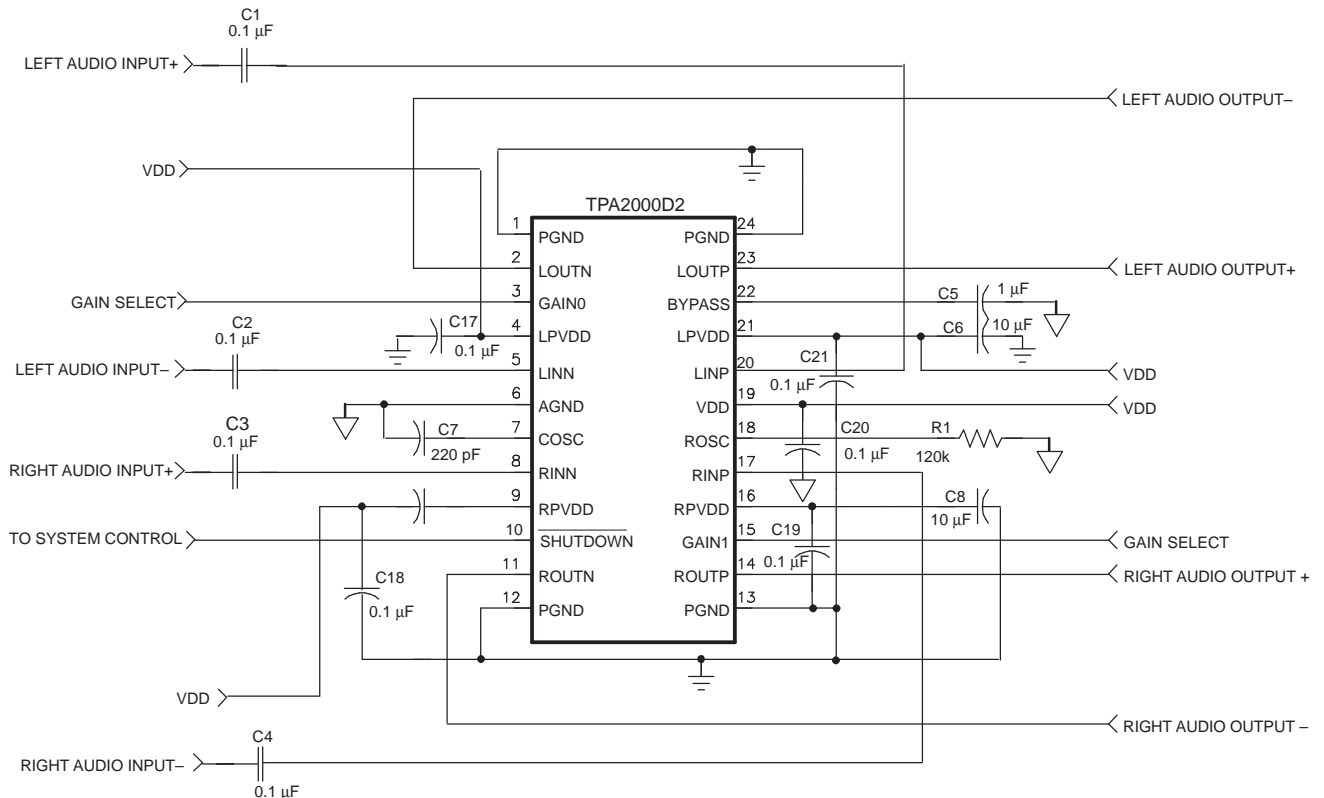 C1
0.1 µF
LEFT AUDIO INPUT+
LEFT AUDIO OUTPUT–
VDD
TPA2000D2
1
PGND
PGND
24
2
LOUTN
LOUTP
23
LEFT AUDIO OUTPUT+
GAIN SELECT
3
GAIN0
BYPASS
22
C5
1 µF
C2
0.1 µF
C17
0.1 µF
4
LPVDD
LPVDD
21
C6
10 µF
LEFT AUDIO INPUT–
5
LINN
LINP
20
C21
0.1 µF
VDD
6
AGND
VDD
19
VDD
C3
0.1 µF
C7
220 pF
7
COSC
ROSC
18
C20
0.1 µF
R1
120k
RIGHT AUDIO INPUT+
8
RINN
RINP
17
9
RPVDD
RPVDD
16
C8
10 µF
TO SYSTEM CONTROL
10
SHUTDOWN
GAIN1
15
C19
0.1 µF
GAIN SELECT
11
ROUTN
ROUTP
14
RIGHT AUDIO OUTPUT +
C18
0.1 µF
12
PGND
PGND
13
VDD
RIGHT AUDIO OUTPUT –
C4
RIGHT AUDIO INPUT–
0.1 µF